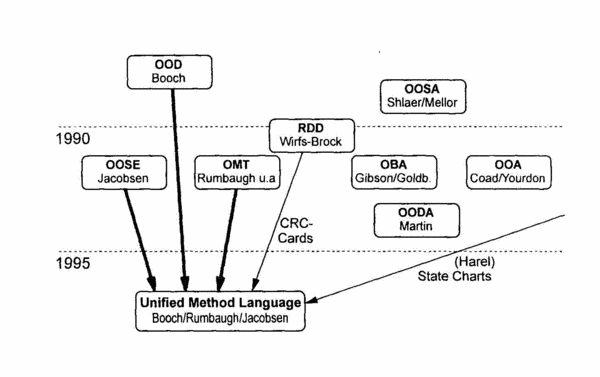 OOD
Booch
OOSA
Shlaer/Mellor
RDD
Wirfs-Brock
1990
OOSE
Jacobsen
OMT
Rumbaugh u.a
OBA
Gibson/Goldb.
OOA
Coad/Yourdon
OODA
Martin
CRC-
Cards
1995
(Harel)
State Charts
Unified Method Language
Booch/Rumbaugh/Jacobsen